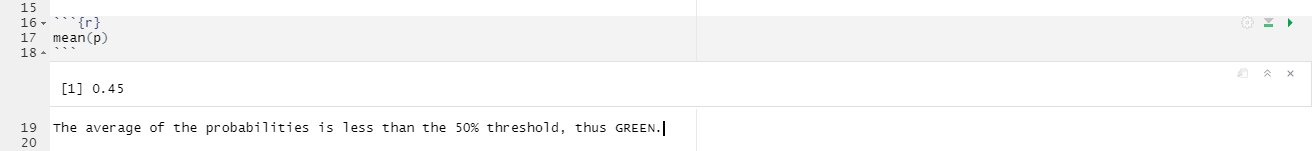 15
16 ```{r}
17 mean(p)
18 ```
[1] 0.45
19 The average of the probabilities is less than the 50% threshold, thus GREEN.
20